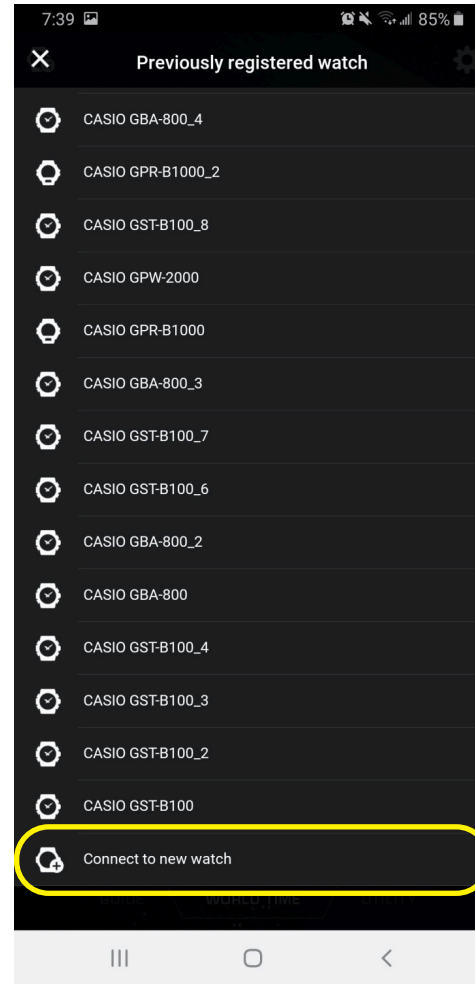 7:39 85%
Previously registered watch
CASIO GBA-800_4
CASIO GPR-B1000_2
CASIO GST-B100_8
CASIO GPW-2000
CASIO GPR-B1000
CASIO GBA-800_3
CASIO GST-B100_7
CASIO GST-B100_6
CASIO GBA-800_2
CASIO GBA-800
CASIO GST-B100_4
CASIO GST-B100_3
CASIO GST-B100_2
CASIO GST-B100
Connect to new watch
GUIDE WORLD TIME UTILITY